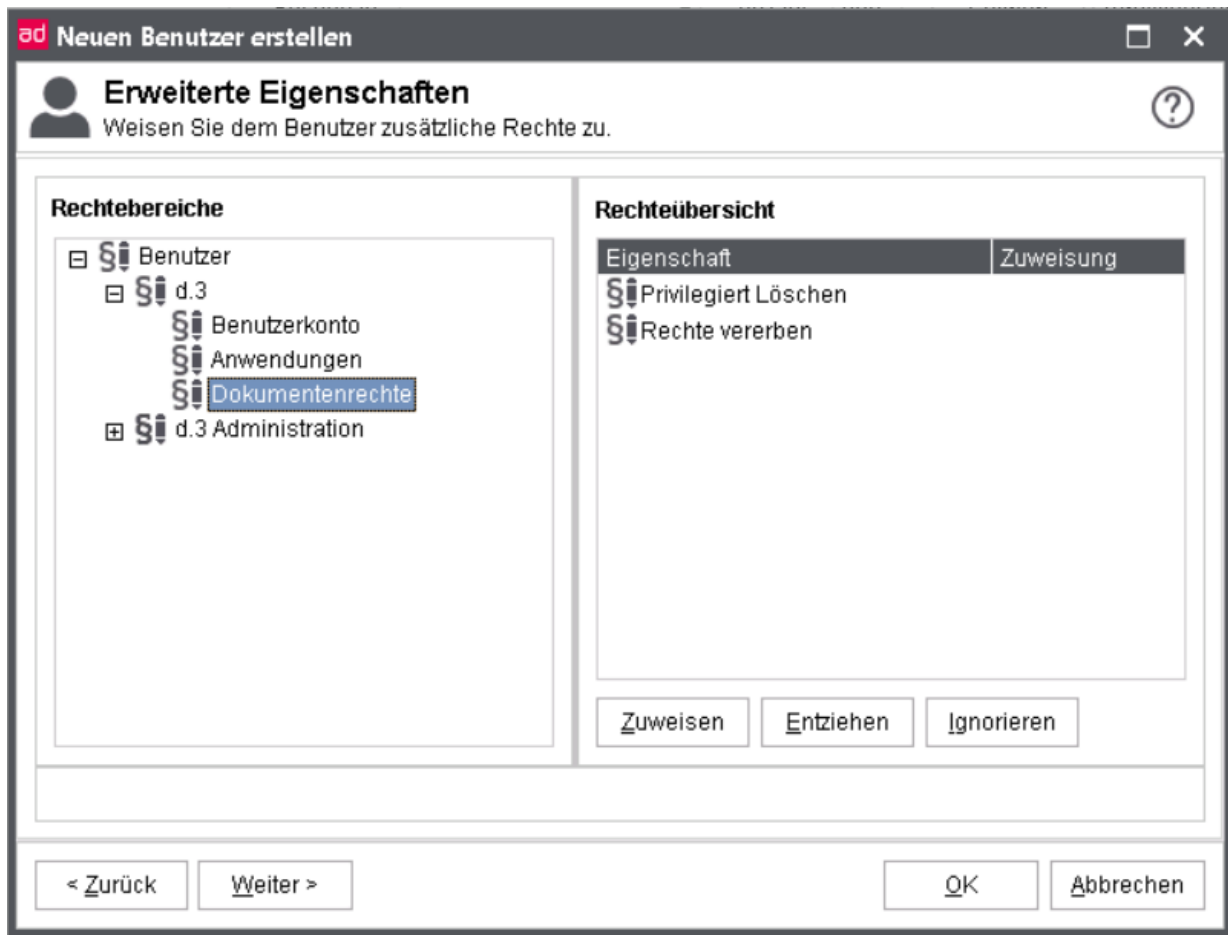 ad Neuen Benutzer erstellen
Erweiterte Eigenschaften
Weisen Sie dem Benutzer zusätzliche Rechte zu.
Rechtebereiche
§ Benutzer
§ d.3
§ Benutzerkonto
§ Anwendungen
§ Dokumentenrechte
§ d.3 Administration
Rechteübersicht
Eigenschaft Zuweisung
§ Privilegiert Löschen
§ Rechte vererben
Zuweisen Entziehen Ignorieren
< Zurück Weiter > OK Abbrechen